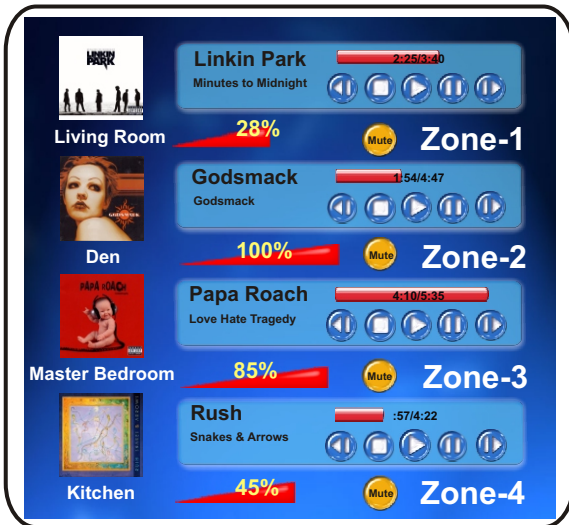 LINKIN PARK
Linkin Park
2:25/3:40
Minutes to Midnight
Living Room
28%
Mute
Zone-1
GODSMACK
Godsmack
1:54/4:47
Godsmack
Den
100%
Mute
Zone-2
PAPA ROACH
Papa Roach
4:10/5:35
Love Hate Tragedy
Master Bedroom
85%
Mute
Zone-3
Rush
:57/4:22
Snakes & Arrows
Kitchen
45%
Mute
Zone-4